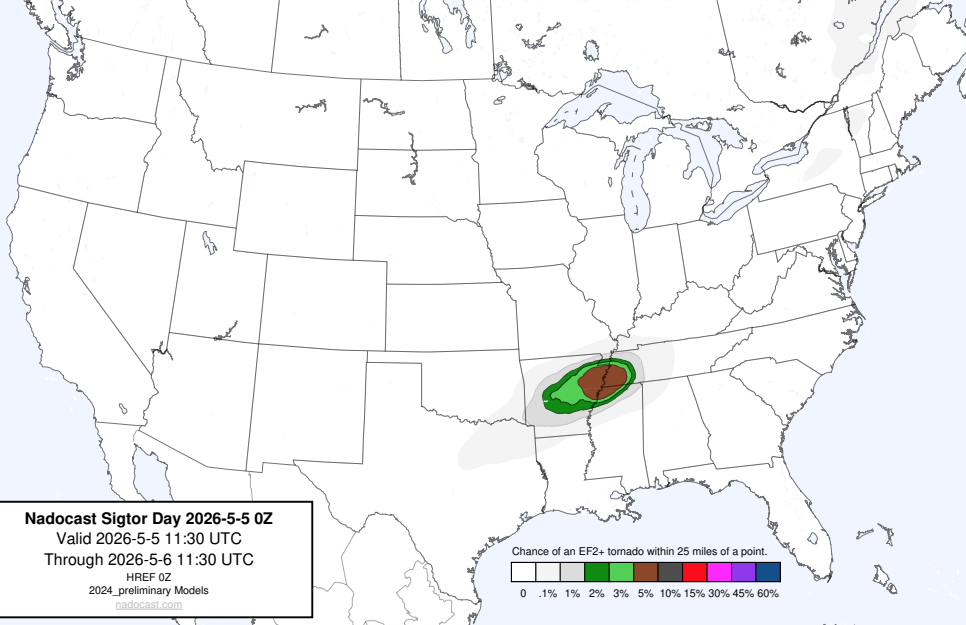 Nadocast Sigtor Day 2026-5-5 0Z
Valid 2026-5-5 11:30 UTC
Through 2026-5-6 11:30 UTC
HREF 0Z
2024_preliminary Models
nadocast.com
Chance of an EF2+ tornado within 25 miles of a point.
0 .1% 1% 2% 3% 5% 10% 15% 30% 45% 60%